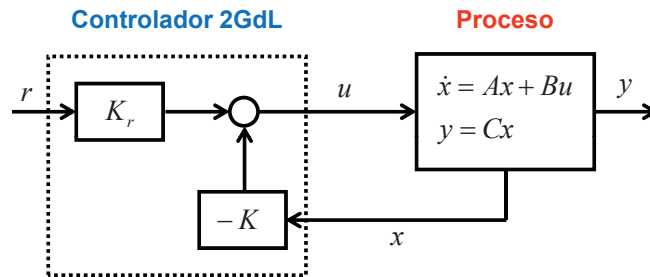 Controlador 2GdL
Proceso
r
K_r
u
ẋ = Ax + Bu
y = Cx
y
− K
x